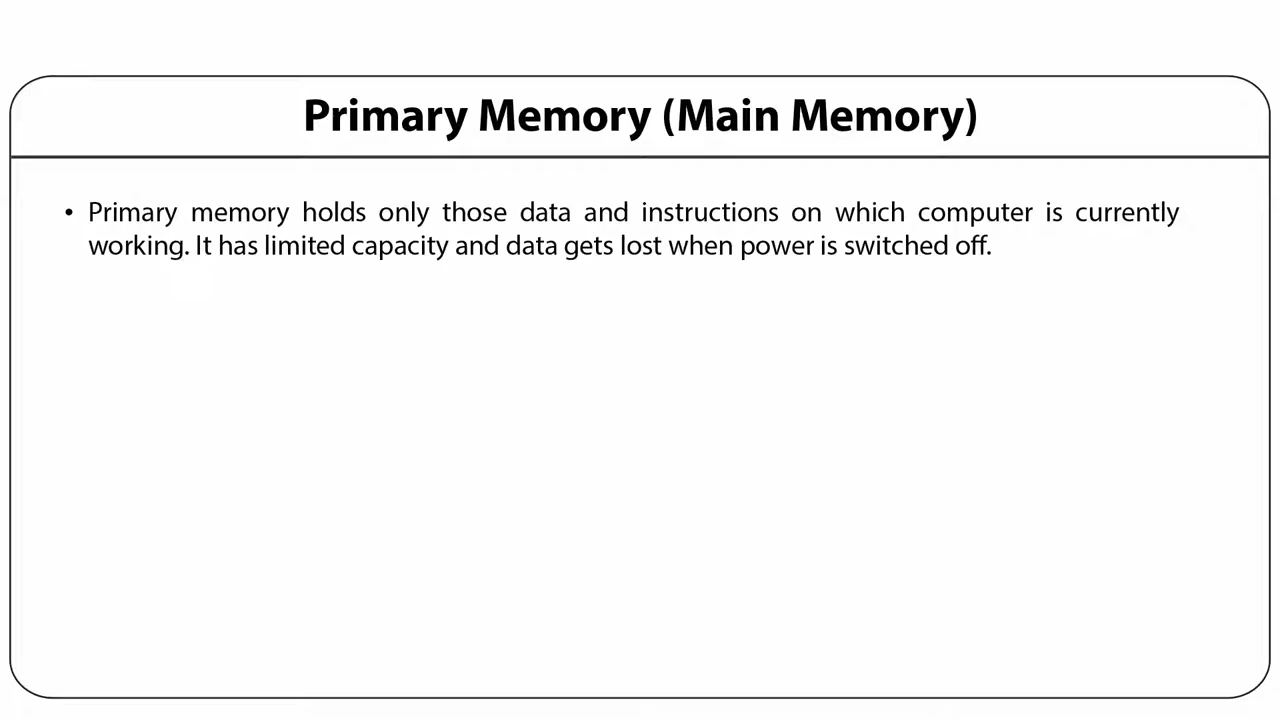 Primary Memory (Main Memory)
• Primary memory holds only those data and instructions on which computer is currently
working. It has limited capacity and data gets lost when power is switched off.